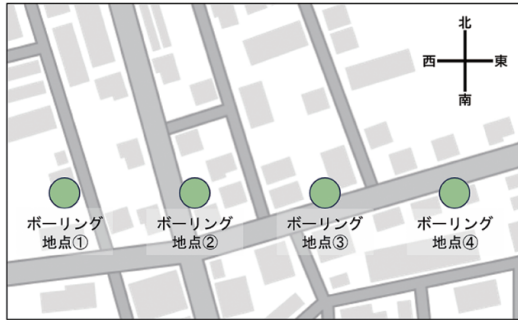 北
西 東
南
ボーリング
地点①
ボーリング
地点②
ボーリング
地点③
ボーリング
地点④